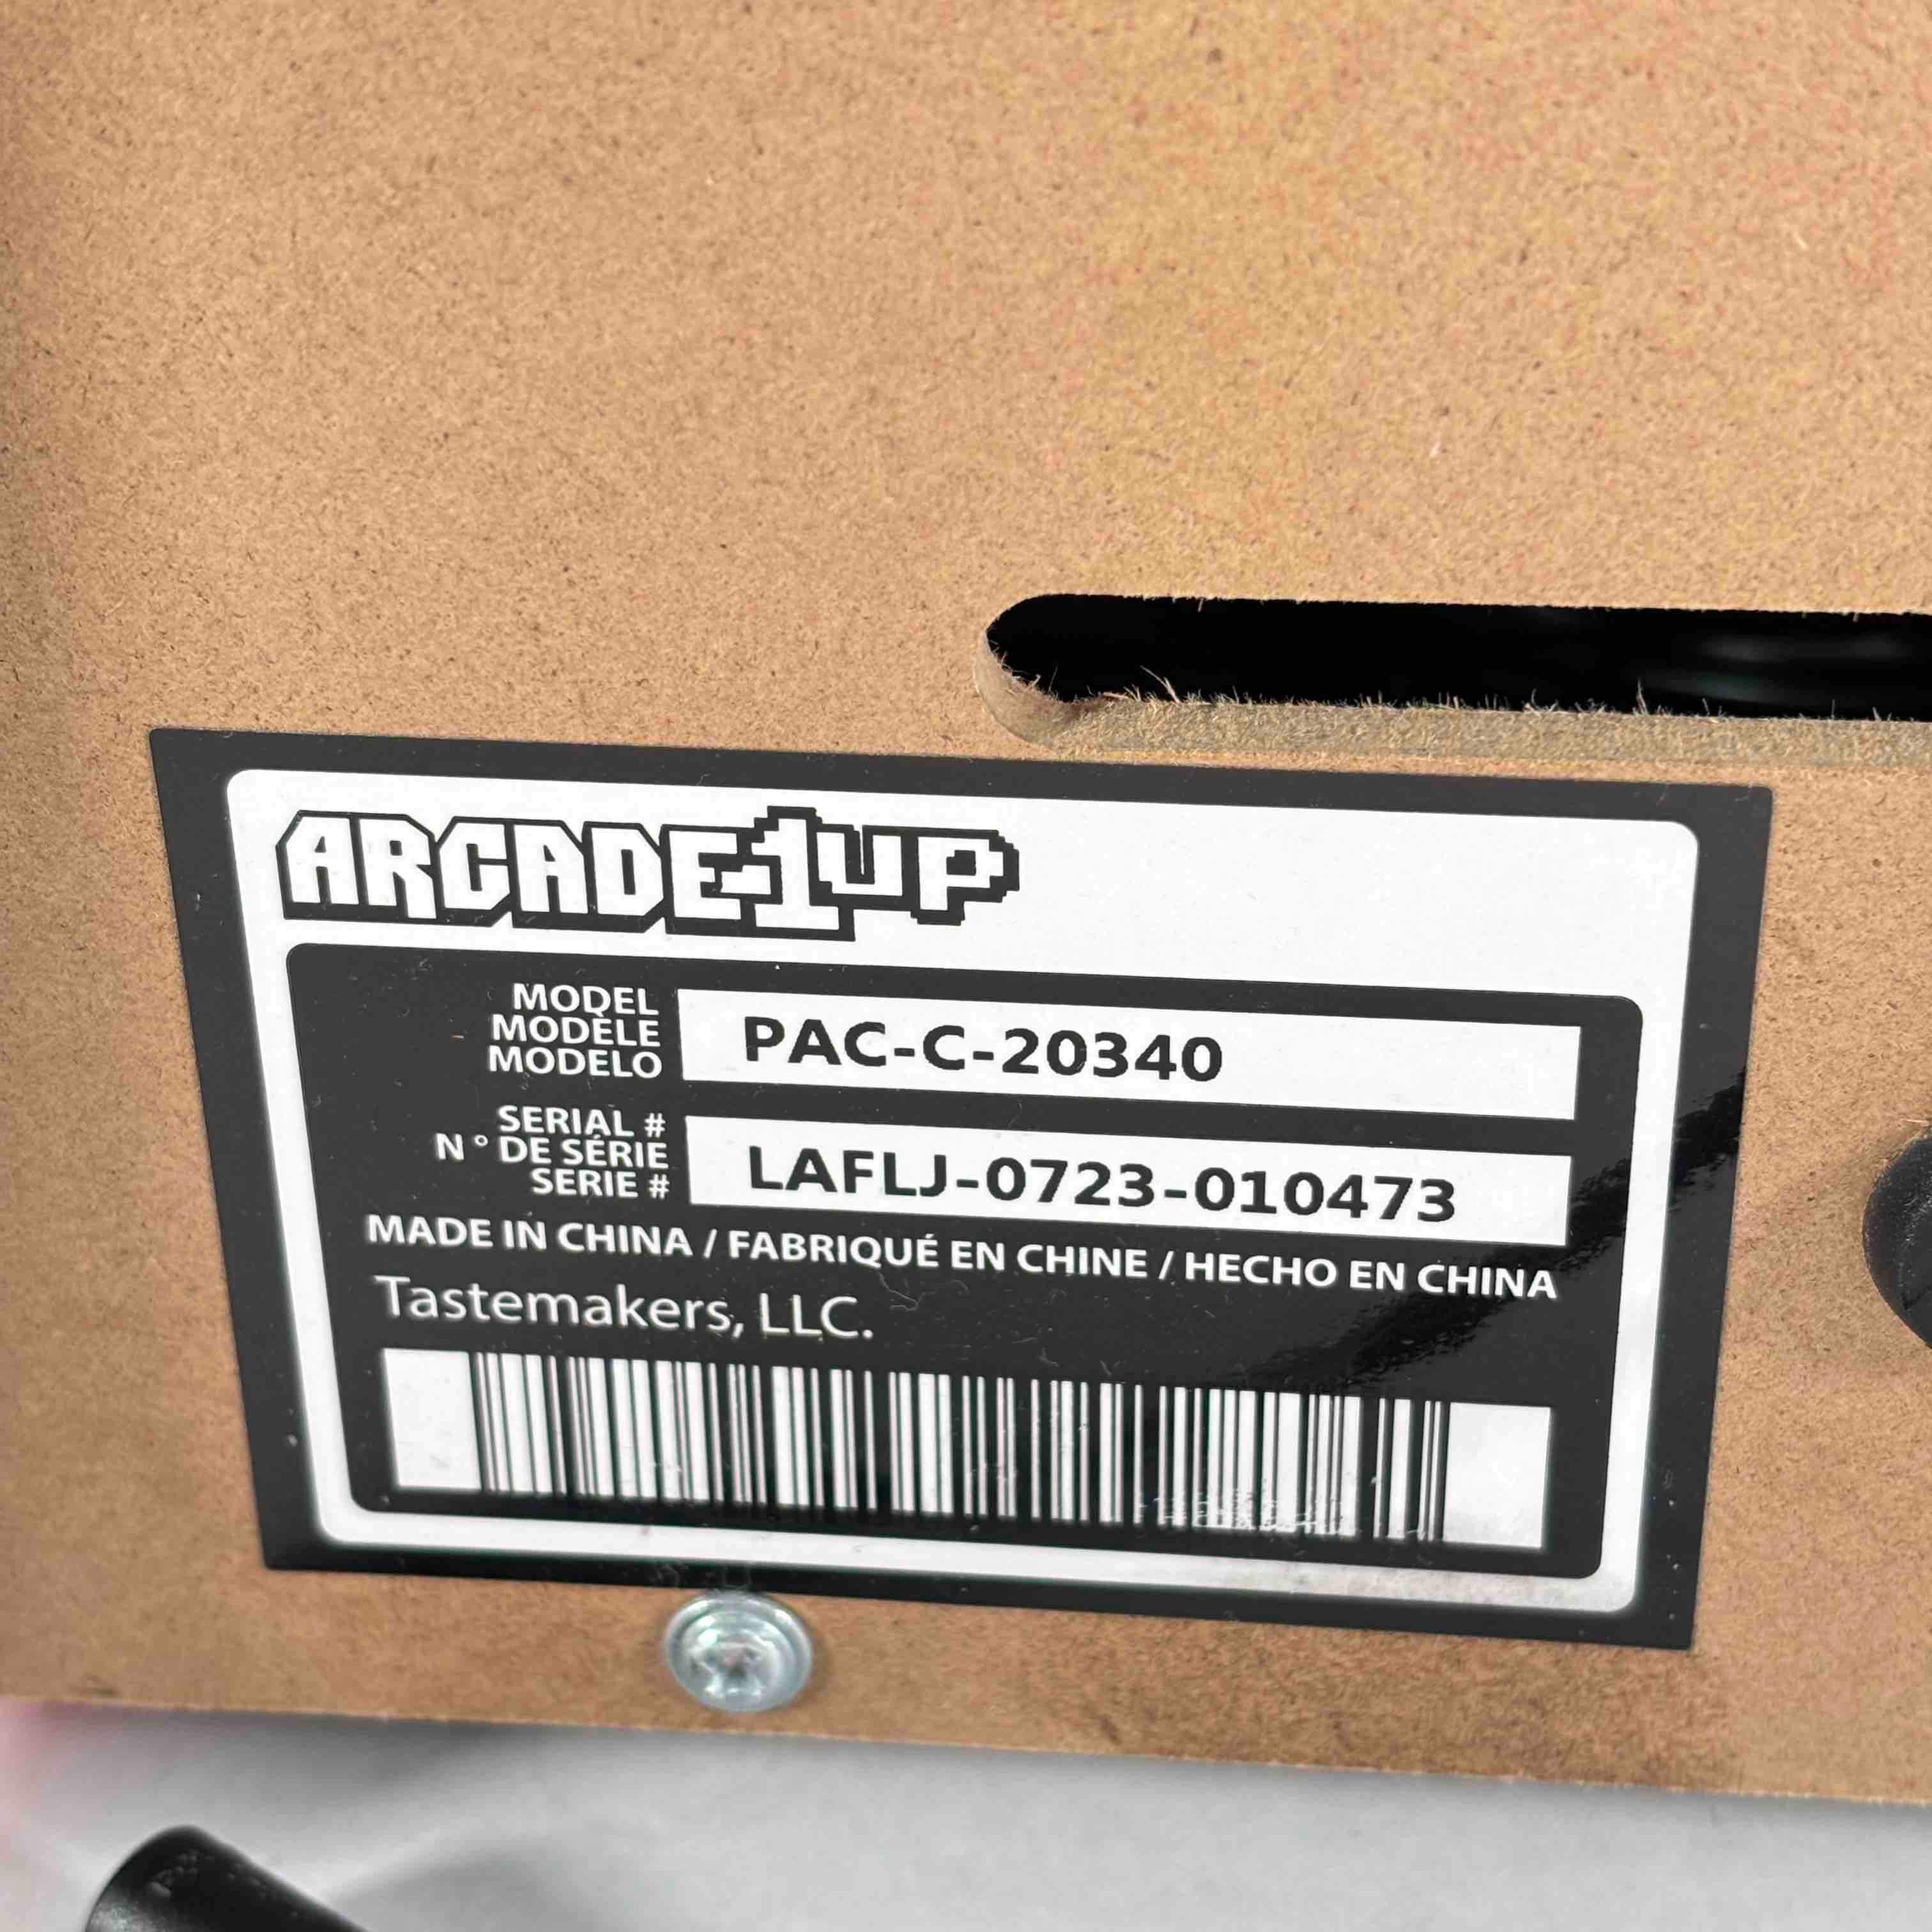 ARCADE1UP
MODEL
MODÈLE
MODELO
PAC-C-20340
SERIAL #
N° DE SÉRIE
SERIE #
LAFLJ-0723-010473
MADE IN CHINA / FABRIQUÉ EN CHINE / HECHO EN CHINA
Tastemakers, LLC.